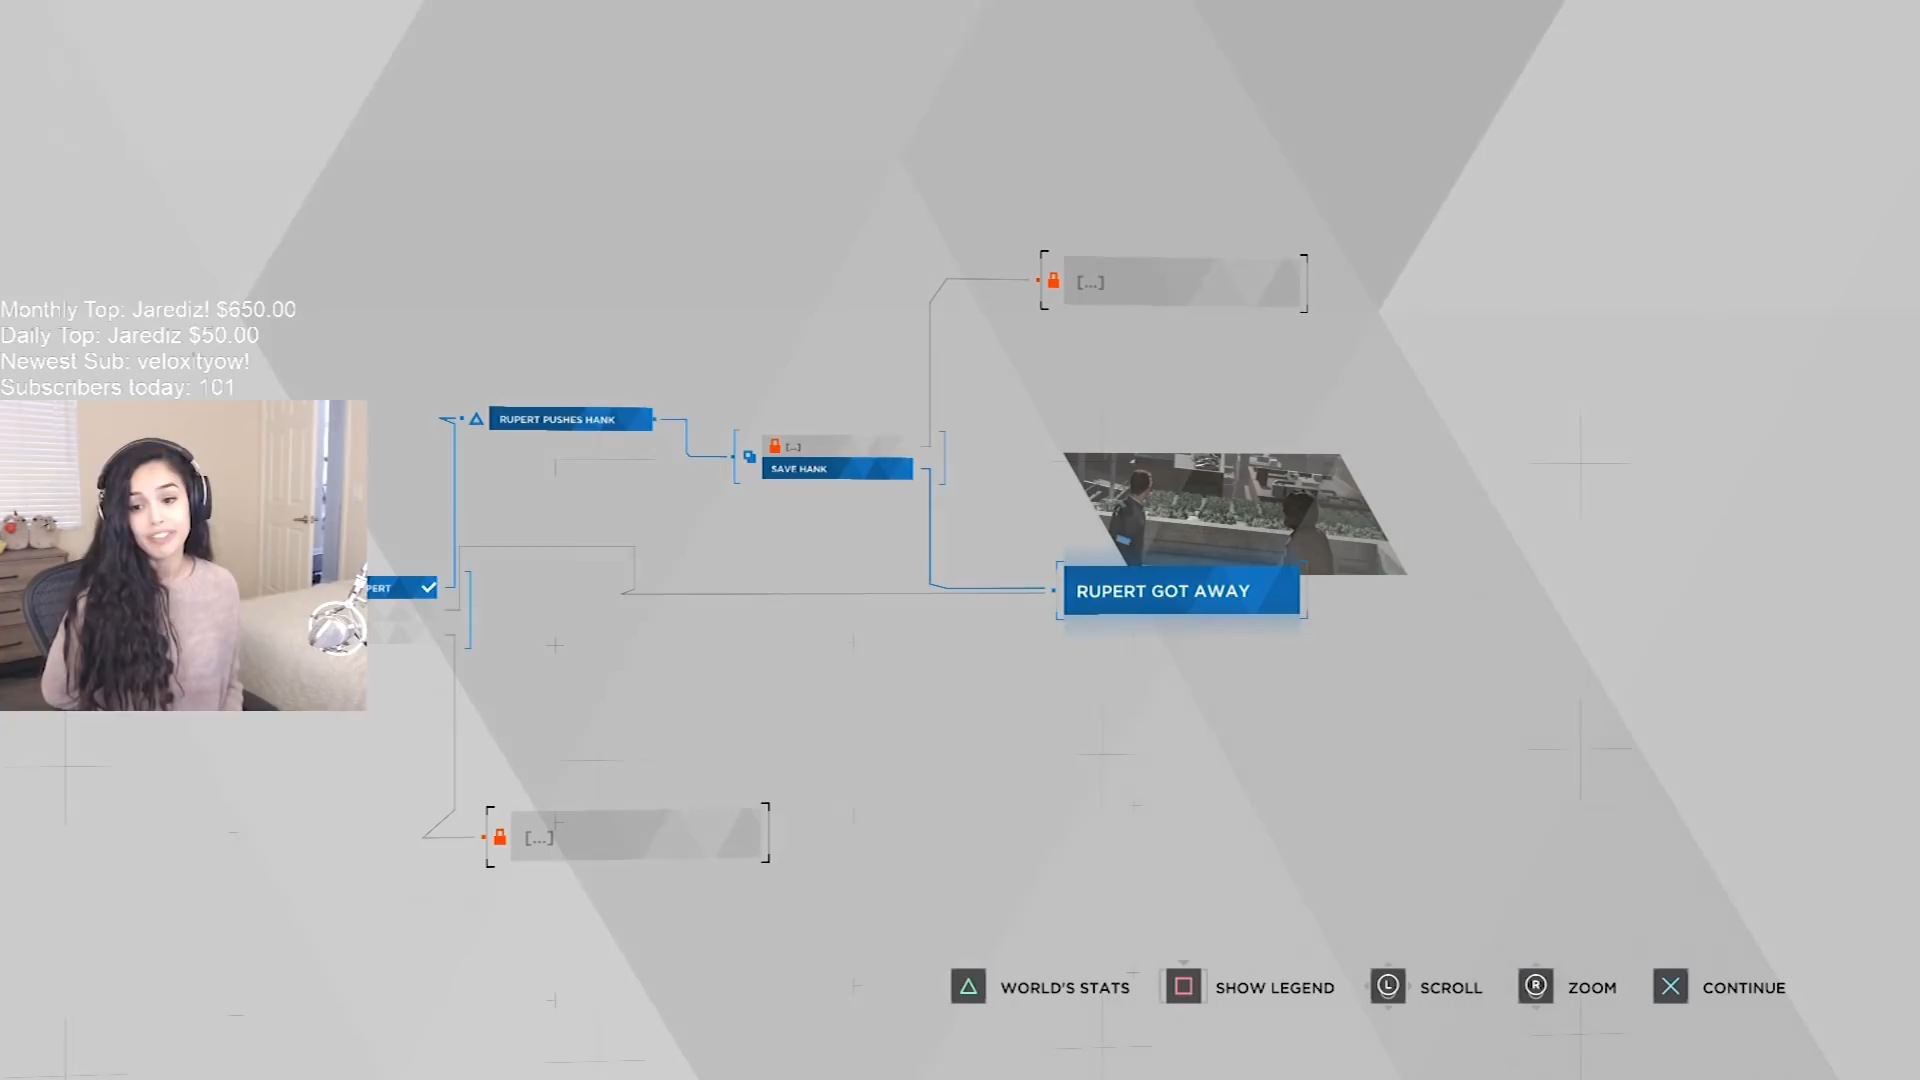 Monthly Top: Jarediz! $650.00
Daily Top: Jarediz $50.00
Newest Sub: veloxityow!
Subscribers today: 101
[...]
RUPERT PUSHES HANK
[...]
SAVE HANK
PERT
RUPERT GOT AWAY
[...]
WORLD'S STATS
SHOW LEGEND
L
SCROLL
R
ZOOM
CONTINUE